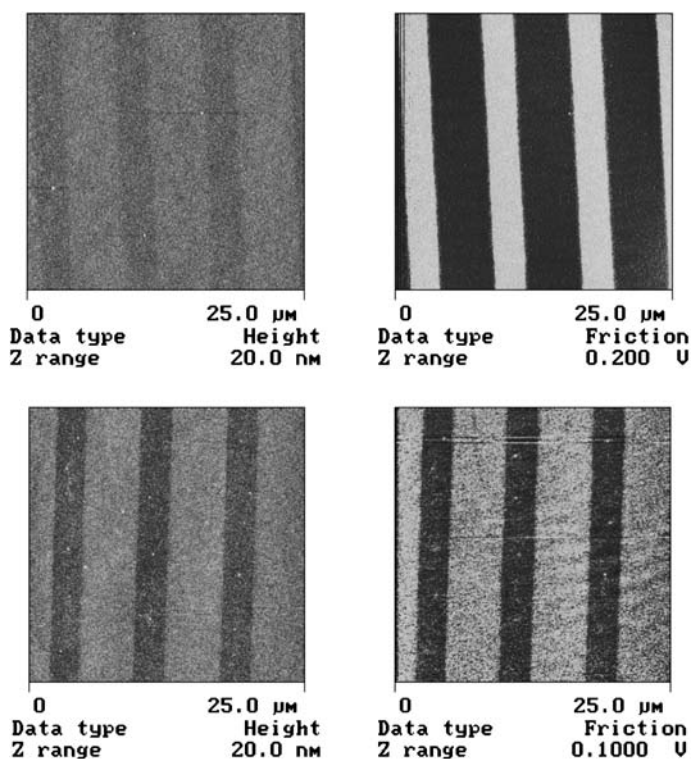 0 25.0 µm
Data type Height
Z range 20.0 nm
0 25.0 µm
Data type Friction
Z range 0.200 V
0 25.0 µm
Data type Height
Z range 20.0 nm
0 25.0 µm
Data type Friction
Z range 0.1000 V